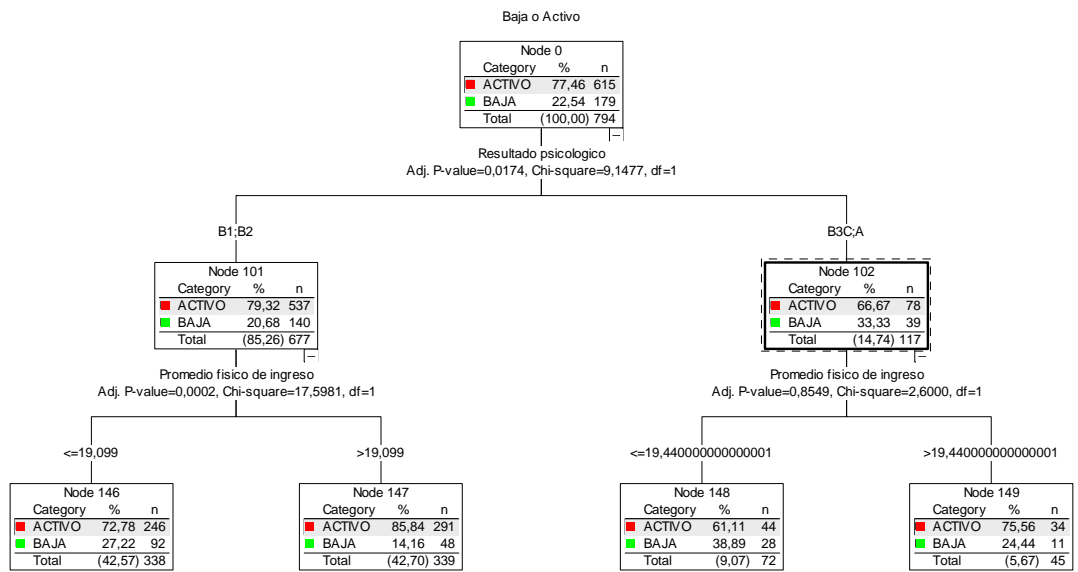 Baja o Activo
Node 0
Category % n
ACTIVO 77,46 615
BAJA 22,54 179
Total (100,00) 794
Resultado psicologico
Adj. P-value=0,0174, Chi-square=9,1477, df=1
B1;B2
B3C;A
Node 101
Category % n
ACTIVO 79,32 537
BAJA 20,68 140
Total (85,26) 677
Node 102
Category % n
ACTIVO 66,67 78
BAJA 33,33 39
Total (14,74) 117
Promedio fisico de ingreso
Adj. P-value=0,0002, Chi-square=17,5981, df=1
Promedio fisico de ingreso
Adj. P-value=0,8549, Chi-square=2,6000, df=1
<=19,099
>19,099
<=19,440000000000001
>19,440000000000001
Node 146
Category % n
ACTIVO 72,78 246
BAJA 27,22 92
Total (42,57) 338
Node 147
Category % n
ACTIVO 85,84 291
BAJA 14,16 48
Total (42,70) 339
Node 148
Category % n
ACTIVO 61,11 44
BAJA 38,89 28
Total (9,07) 72
Node 149
Category % n
ACTIVO 75,56 34
BAJA 24,44 11
Total (5,67) 45